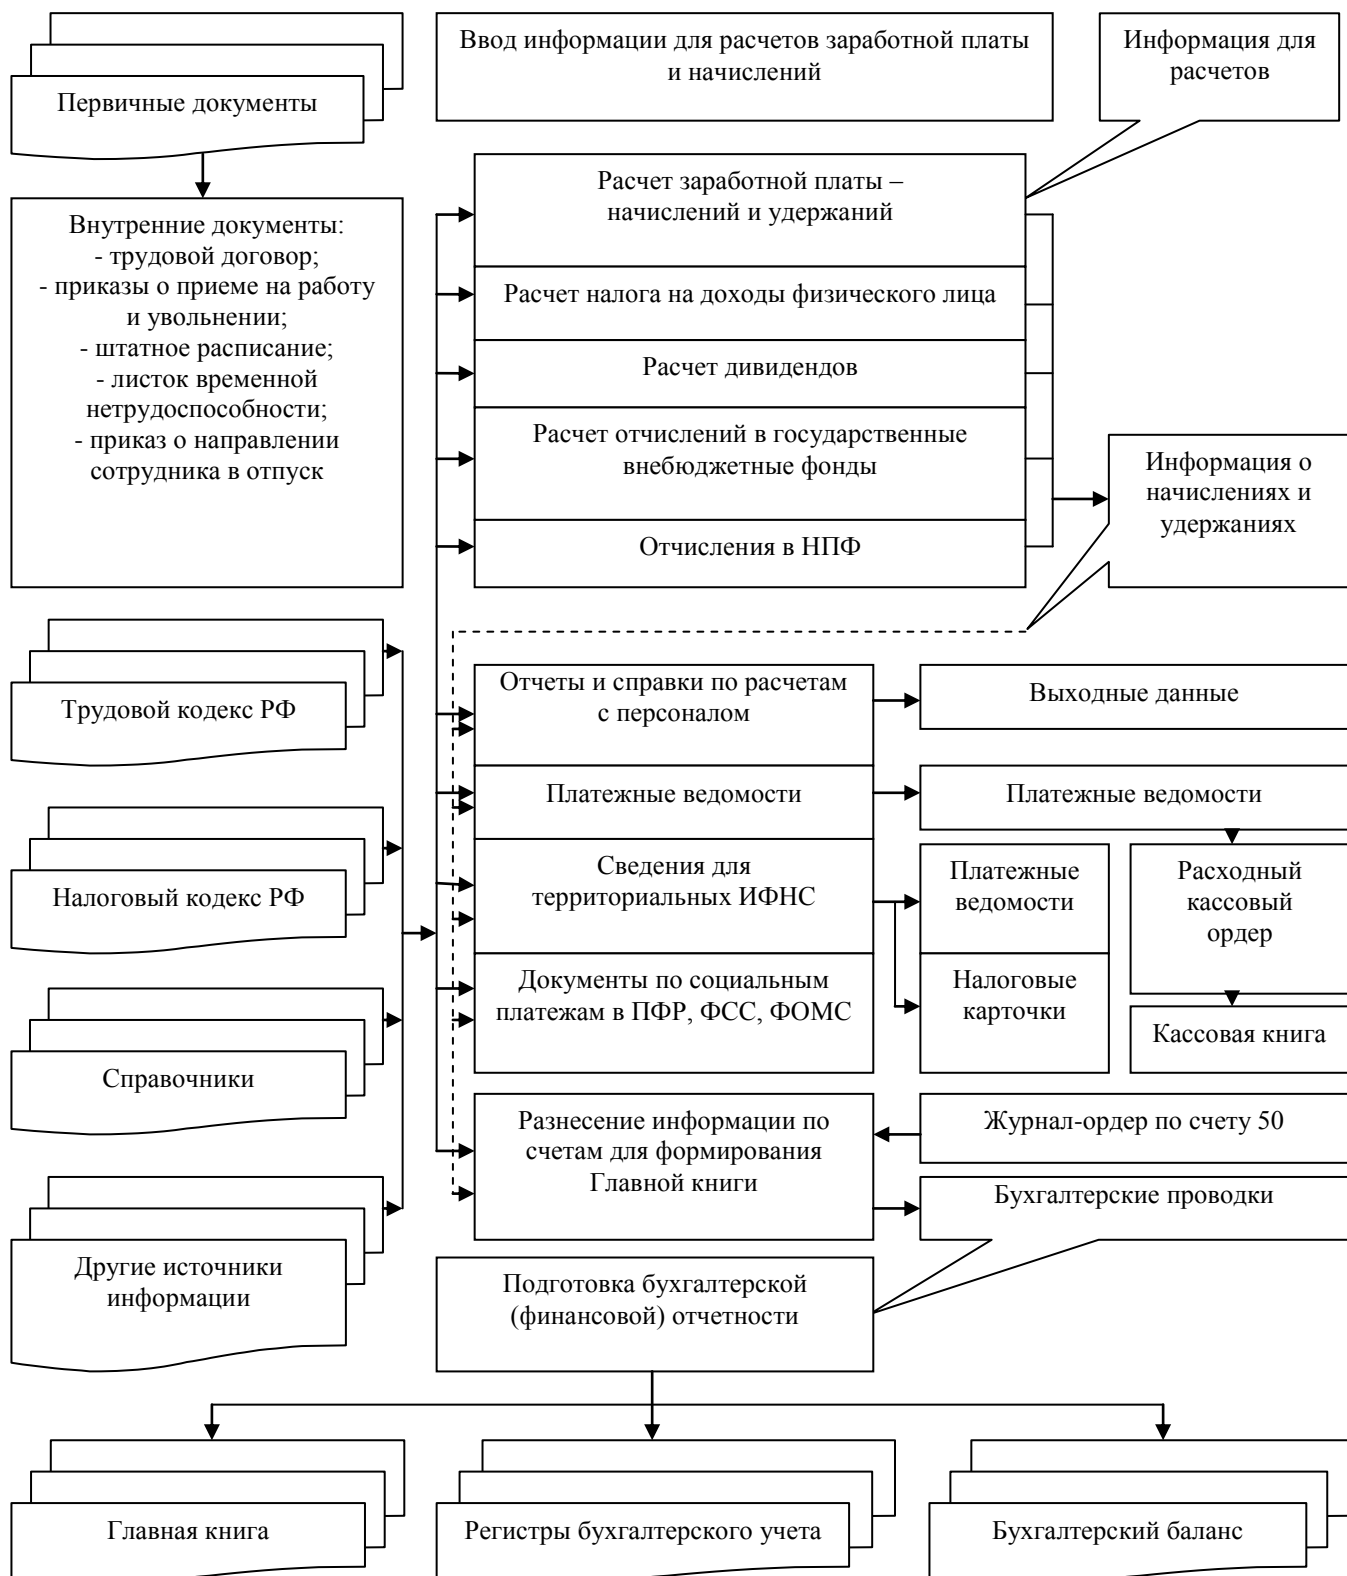 Первичные документы
Ввод информации для расчетов заработной платы
и начислений
Информация для
расчетов
Внутренние документы:
- трудовой договор;
- приказы о приеме на работу
и увольнении;
- штатное расписание;
- листок временной
нетрудоспособности;
- приказ о направлении
сотрудника в отпуск
Расчет заработной платы –
начислений и удержаний
Расчет налога на доходы физического лица
Расчет дивидендов
Расчет отчислений в государственные
внебюджетные фонды
Отчисления в НПФ
Информация о
начислениях и
удержаниях
Трудовой кодекс РФ
Налоговый кодекс РФ
Справочники
Другие источники
информации
Отчеты и справки по расчетам
с персоналом
Платежные ведомости
Сведения для
территориальных ИФНС
Документы по социальным
платежам в ПФР, ФСС, ФОМС
Разнесение информации по
счетам для формирования
Главной книги
Выходные данные
Платежные ведомости
Платежные
ведомости
Налоговые
карточки
Расходный
кассовый
ордер
Кассовая книга
Журнал-ордер по счету 50
Бухгалтерские проводки
Подготовка бухгалтерской
(финансовой) отчетности
Главная книга
Регистры бухгалтерского учета
Бухгалтерский баланс